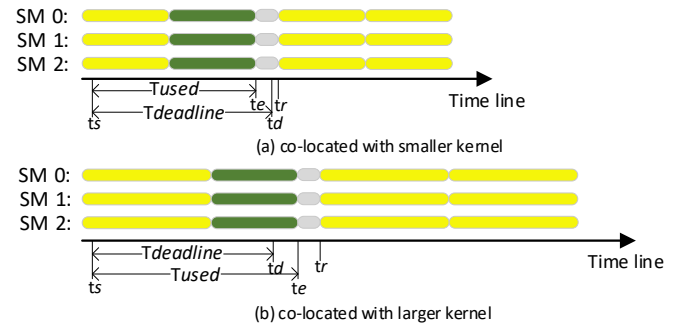 SM 0:
SM 1:
SM 2:
Tused
te tr
Time line
Tdeadline
ts
td
(a) co-located with smaller kernel
SM 0:
SM 1:
SM 2:
Tdeadline
td
tr
Time line
Tused
ts
te
(b) co-located with larger kernel